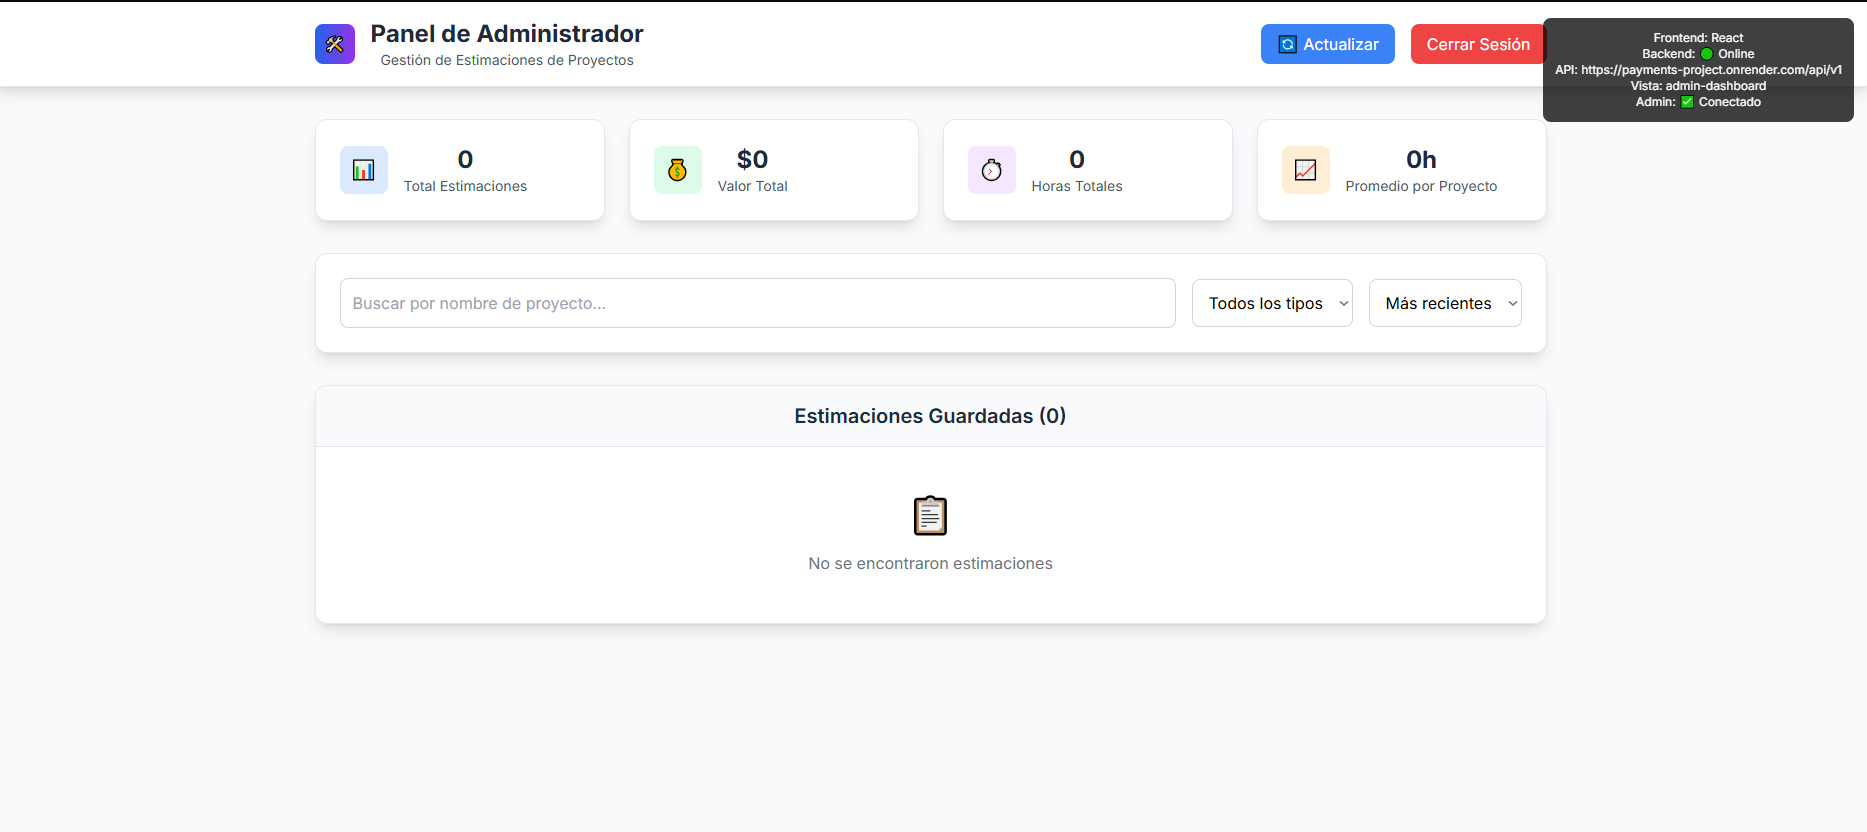 Panel de Administrador
Gestión de Estimaciones de Proyectos
Actualizar
Cerrar Sesión
Frontend: React
Backend: Online
API: https://payments-project.onrender.com/api/v1
Vista: admin-dashboard
Admin: Conectado
0
Total Estimaciones
$0
Valor Total
0
Horas Totales
0h
Promedio por Proyecto
Buscar por nombre de proyecto...
Todos los tipos
Más recientes
Estimaciones Guardadas (0)
No se encontraron estimaciones